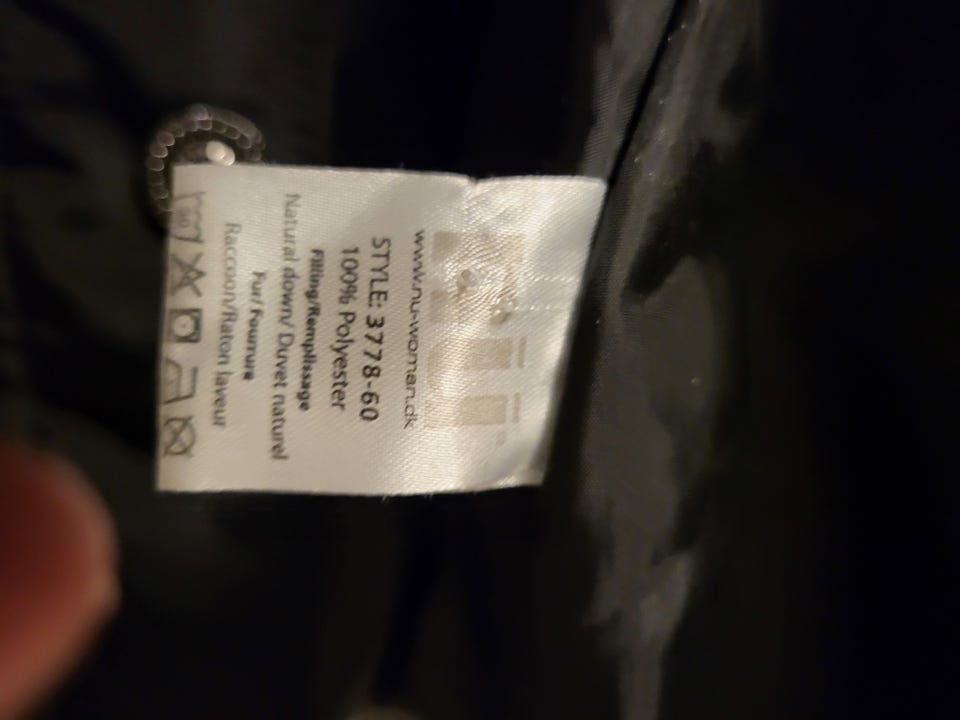 www.nu-woman.dk
STYLE: 3778-60
100% Polyester
Filling/Remplissage
Natural down/ Duvet naturel
Fur/Fourrure
Raccoon/Raton laveur